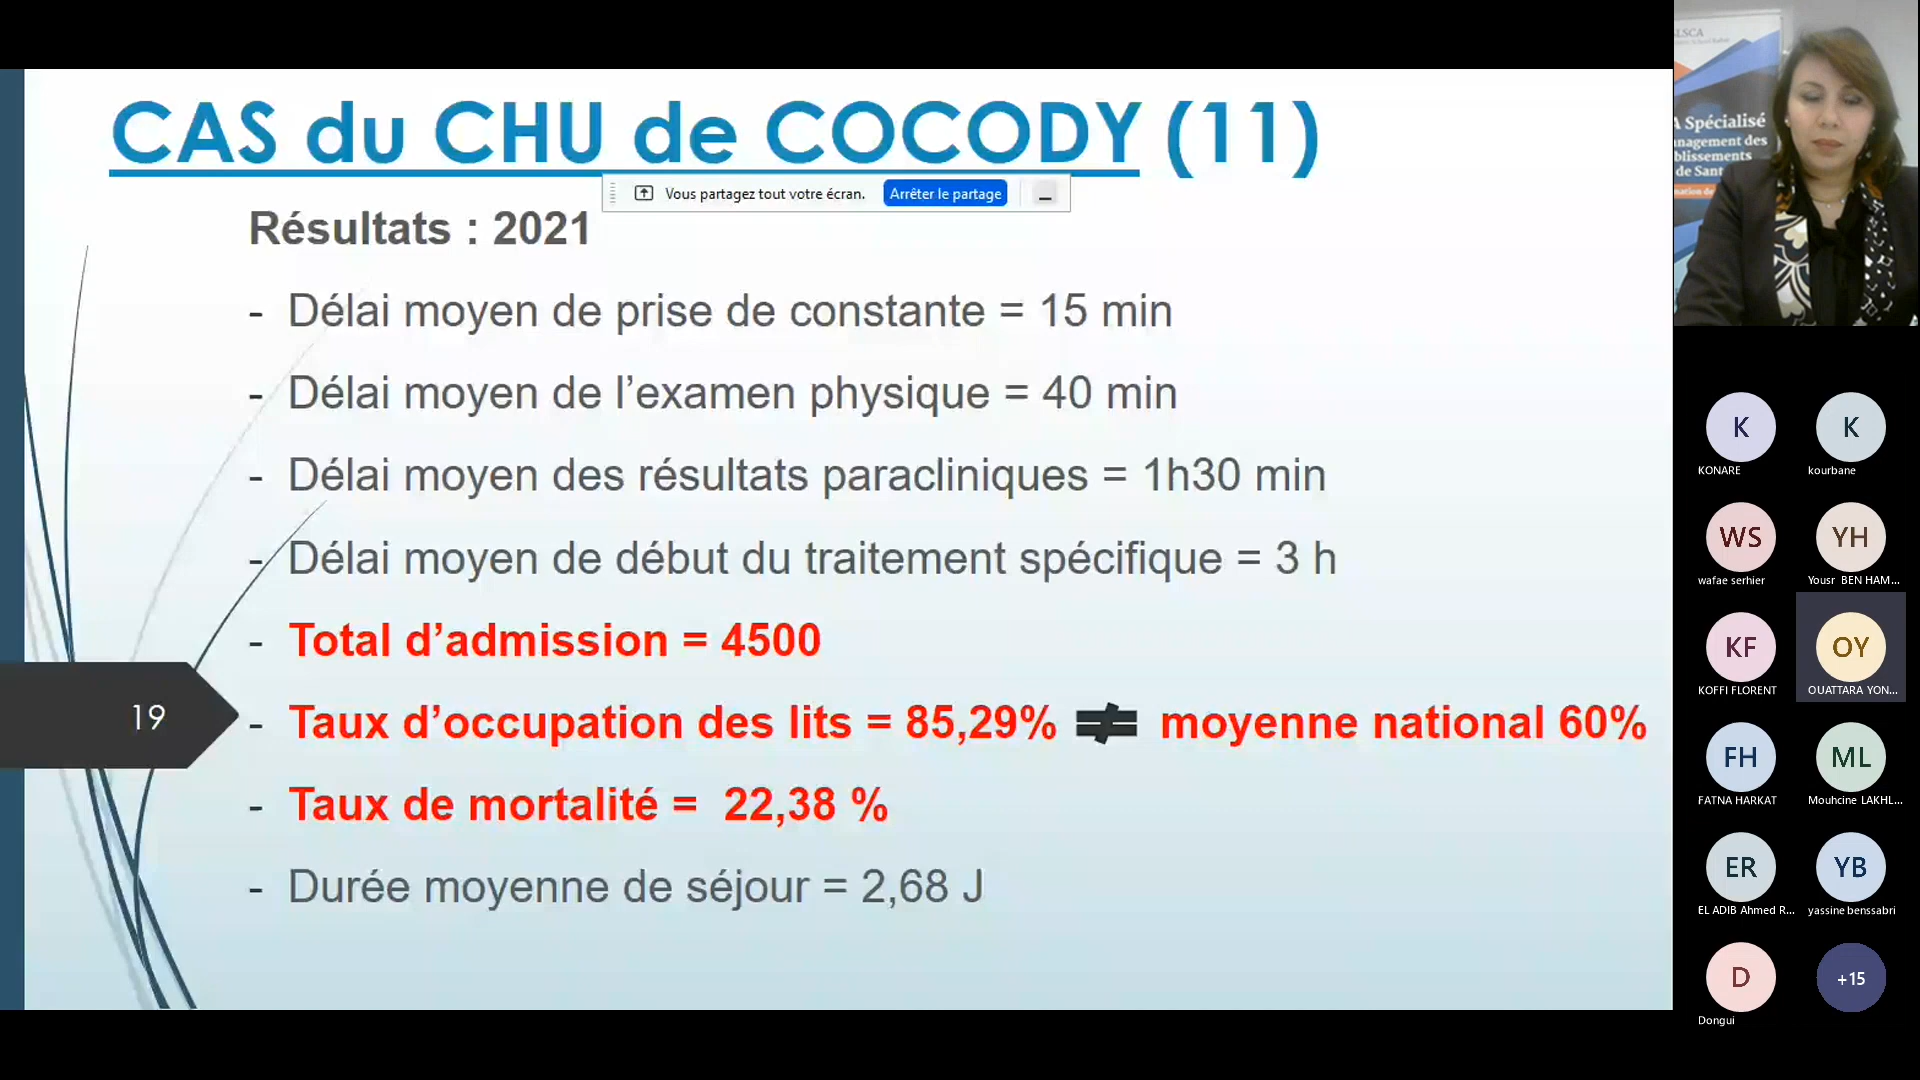 CAS du CHU de COCODY (11)
Vous partagez tout votre écran.
Arrêter le partage
Résultats : 2021
- Délai moyen de prise de constante = 15 min
- Délai moyen de l’examen physique = 40 min
- Délai moyen des résultats paracliniques = 1h30 min
- Délai moyen de début du traitement spécifique = 3 h
- Total d’admission = 4500
19
- Taux d’occupation des lits = 85,29% ≠ moyenne national 60%
- Taux de mortalité = 22,38 %
- Durée moyenne de séjour = 2,68 J
LSCA
A Spécialisé
nagement des
blissements
de Sant
K
KONARE
K
kourbane
WS
wafae serhier
YH
Yousr BEN HAM...
KF
KOFFI FLORENT
OY
OUATTARA YON...
FH
FATNA HARKAT
ML
Mouhcine LAKHL...
ER
EL ADIB Ahmed R...
YB
yassine benssabri
D
Dongui
+15